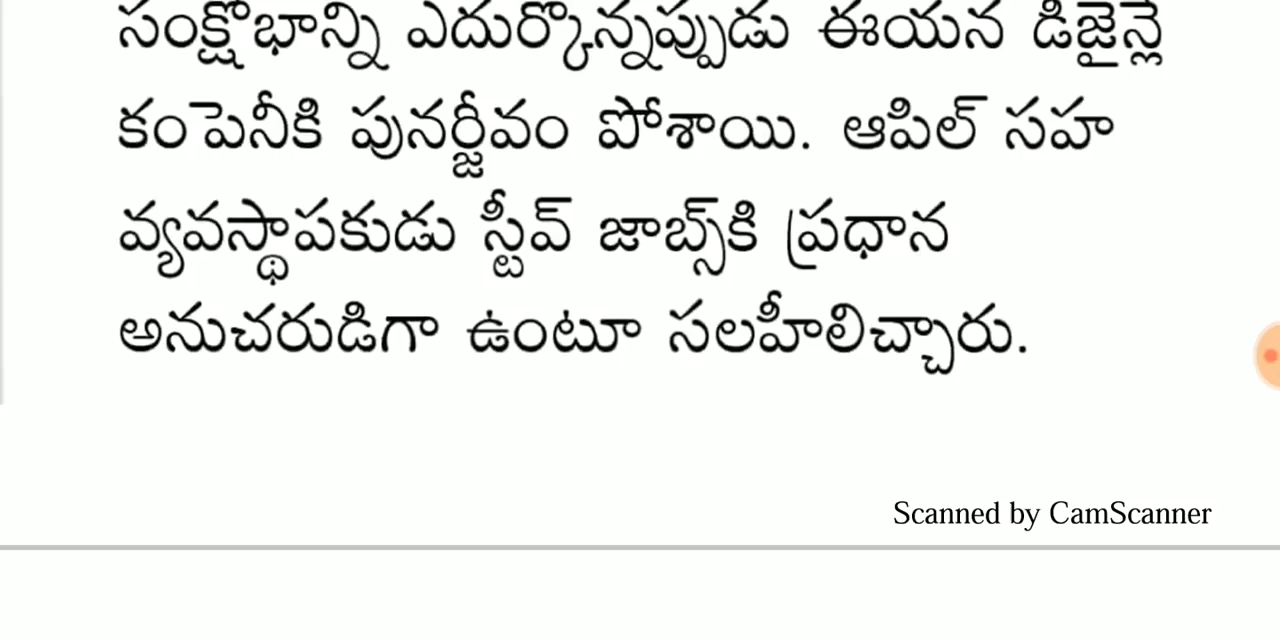 సంక్షోభాన్ని ఎదుర్కొన్నప్పుడు ఈయన డిజైన్లే
కంపెనీకి పునర్జీవం పోశాయి. ఆపిల్ సహ
వ్యవస్థాపకుడు స్టీవ్ జాబ్స్‌కి ప్రధాన
అనుచరుడిగా ఉంటూ సలహీలిచ్చారు.
Scanned by CamScanner